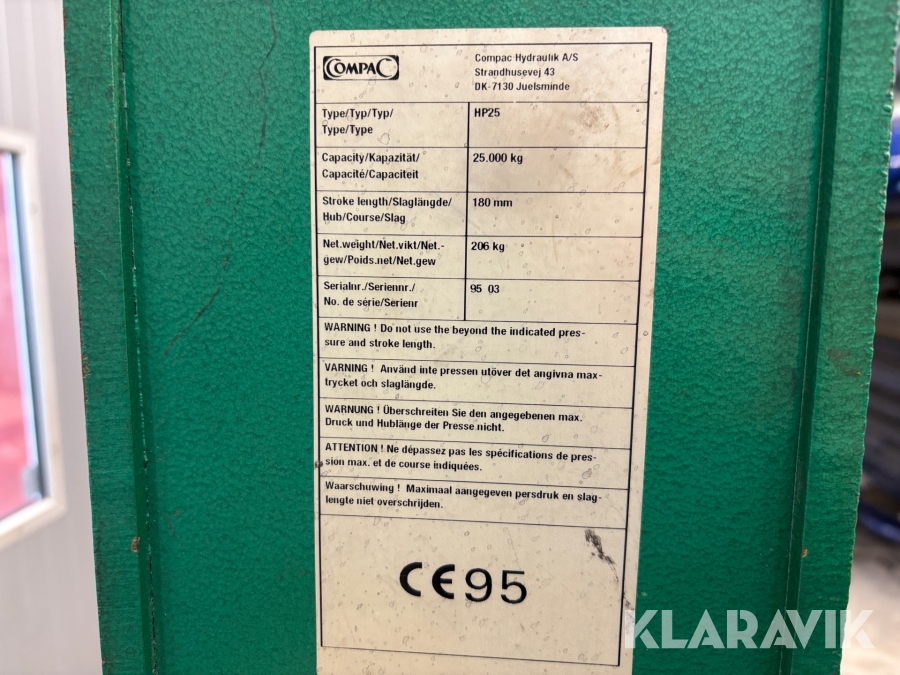 COMPAC
Compac Hydraulik A/S
Strandhusevej 43
DK-7130 Juelsminde
Type/Typ/Typ/
Type/Type
HP25
Capacity/Kapazität/
Capacité/Capaciteit
25.000 kg
Stroke length/Slaglängde/
Hub/Course/Slag
180 mm
Net.weight/Net.vikt/Net.-
gew/Poids.net/Net.gew
206 kg
Serialnr./Seriennr./
No. de série/Serienr
95 03
WARNING ! Do not use the beyond the indicated pres-
sure and stroke length.
VARNING ! Använd inte pressen utöver det angivna max-
trycket och slaglängde.
WARNUNG ! Überschreiten Sie den angegebenen max.
Druck und Hublänge der Presse nicht.
ATTENTION ! Ne dépassez pas les spécifications de pres-
sion max. et de course indiquées.
Waarschuwing ! Maximaal aangegeven persdruk en slag-
lengte niet overschrijden.
CE95
KLARAVIK